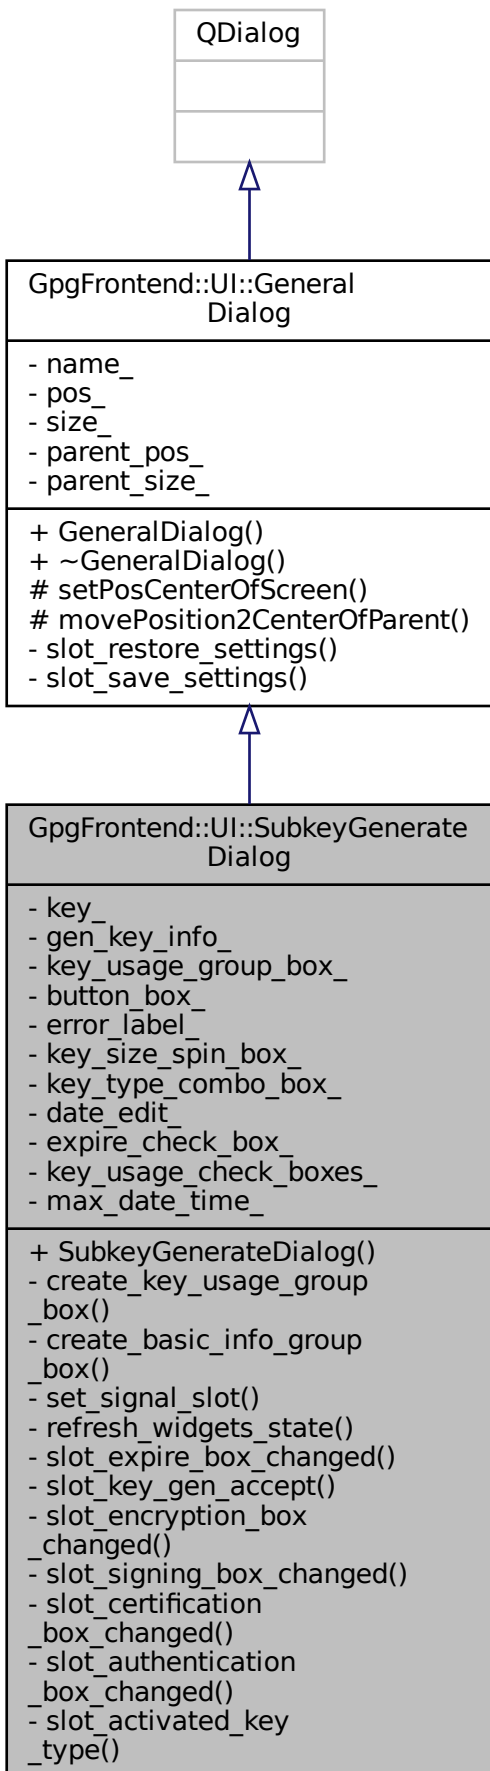 QDialog
GpgFrontend::UI::General
Dialog
- name_
- pos_
- size_
- parent_pos_
- parent_size_
+ GeneralDialog()
+ ~GeneralDialog()
# setPosCenterOfScreen()
# movePosition2CenterOfParent()
- slot_restore_settings()
- slot_save_settings()
GpgFrontend::UI::SubkeyGenerate
Dialog
- key_
- gen_key_info_
- key_usage_group_box_
- button_box_
- error_label_
- key_size_spin_box_
- key_type_combo_box_
- date_edit_
- expire_check_box_
- key_usage_check_boxes_
- max_date_time_
+ SubkeyGenerateDialog()
- create_key_usage_group
_box()
- create_basic_info_group
_box()
- set_signal_slot()
- refresh_widgets_state()
- slot_expire_box_changed()
- slot_key_gen_accept()
- slot_encryption_box
_changed()
- slot_signing_box_changed()
- slot_certification
_box_changed()
- slot_authentication
_box_changed()
- slot_activated_key
_type()